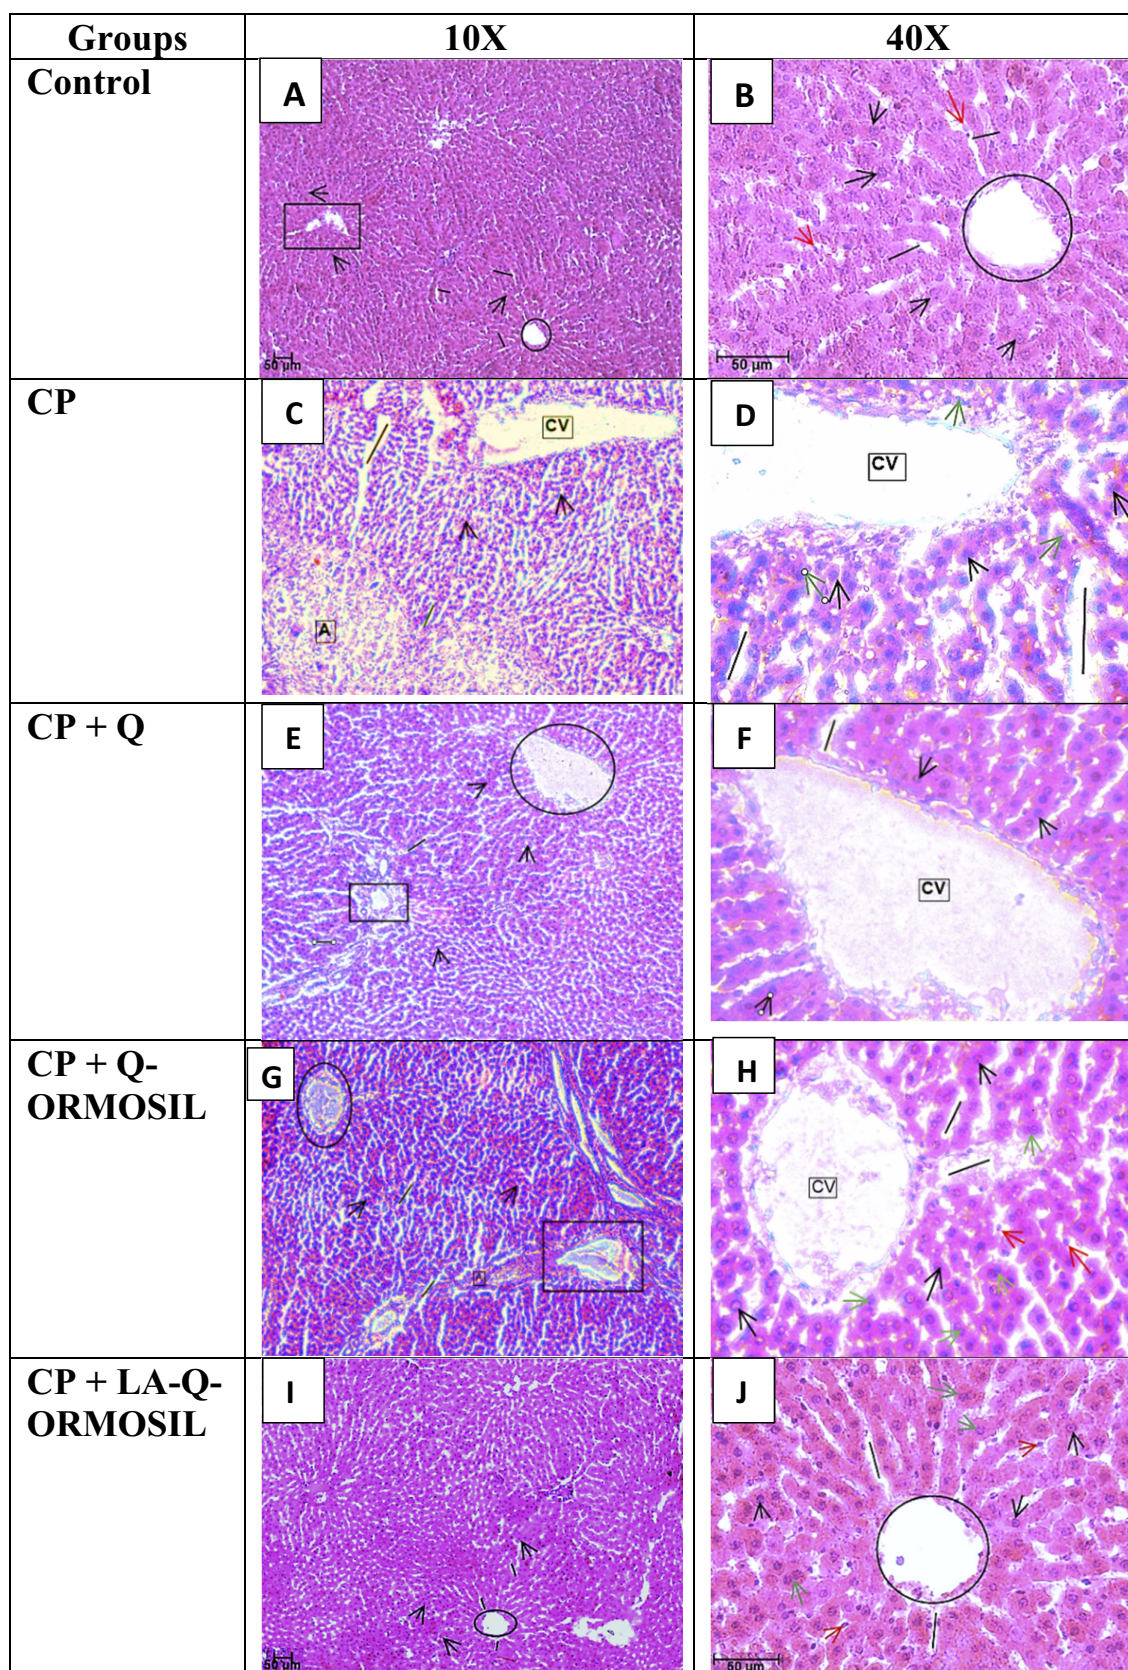 Groups 10X 40X
Control
A
B
50 µm
50 µm
CP
C
CV
A
D
CV
CP + Q
E
F
CV
CP + Q-
ORMOSIL
G
A
H
CV
CP + LA-Q-
ORMOSIL
I
J
50 µm
50 µm